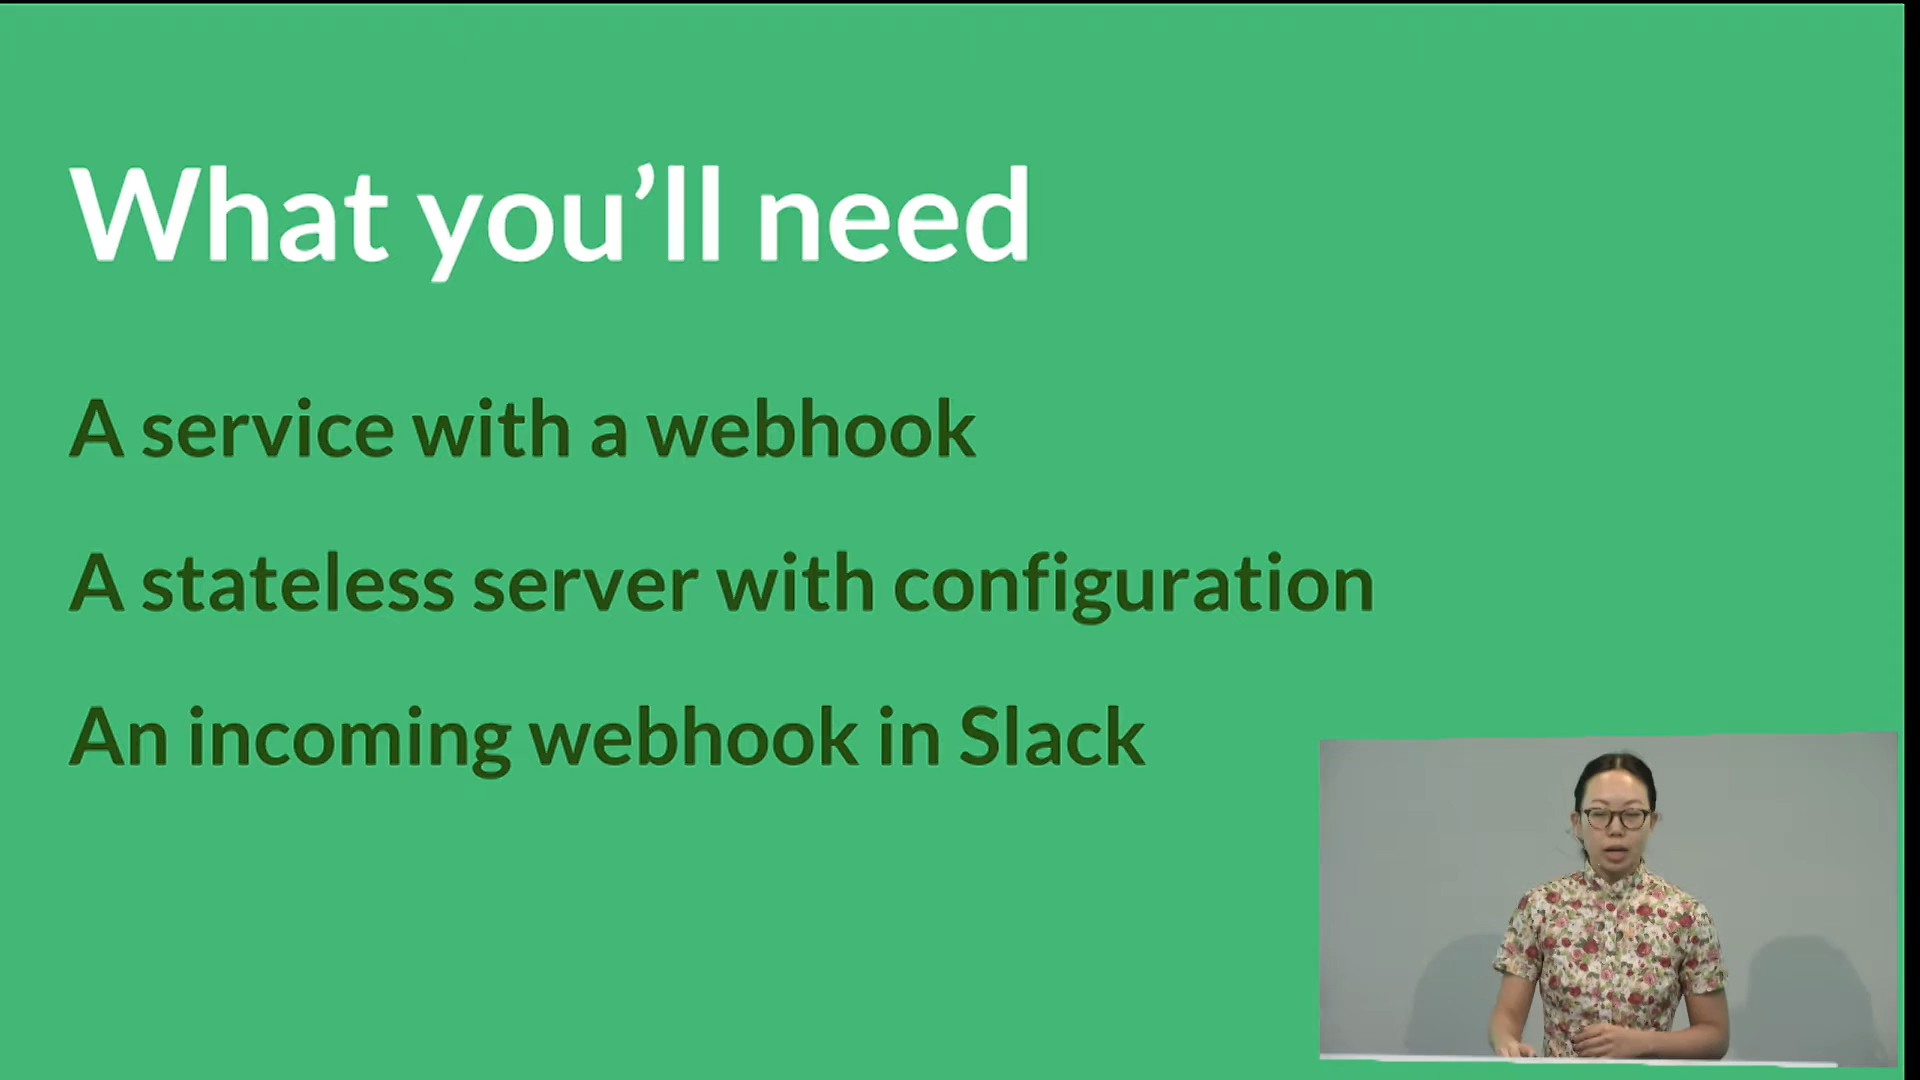 What you’ll need
A service with a webhook
A stateless server with configuration
An incoming webhook in Slack